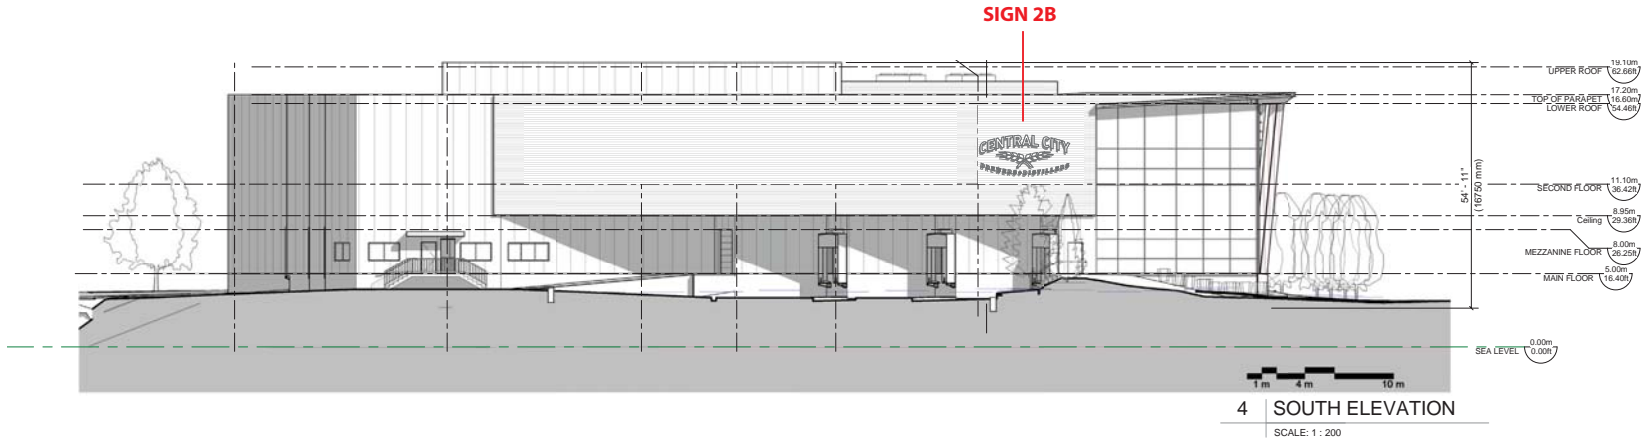 SIGN 2B
CENTRAL CITY
BREWERS+DISTILLERS
19.10m
UPPER ROOF 62.66ft
17.20m
TOP OF PARAPET 16.60m
LOWER ROOF 54.46ft
54' - 11"
(16750 mm)
11.10m
SECOND FLOOR 36.42ft
8.95m
Ceiling 29.36ft
8.00m
MEZZANINE FLOOR 26.25ft
5.00m
MAIN FLOOR 16.40ft
0.00m
SEA LEVEL 0.00ft
1 m 4 m 10 m
4 SOUTH ELEVATION
SCALE: 1 : 200